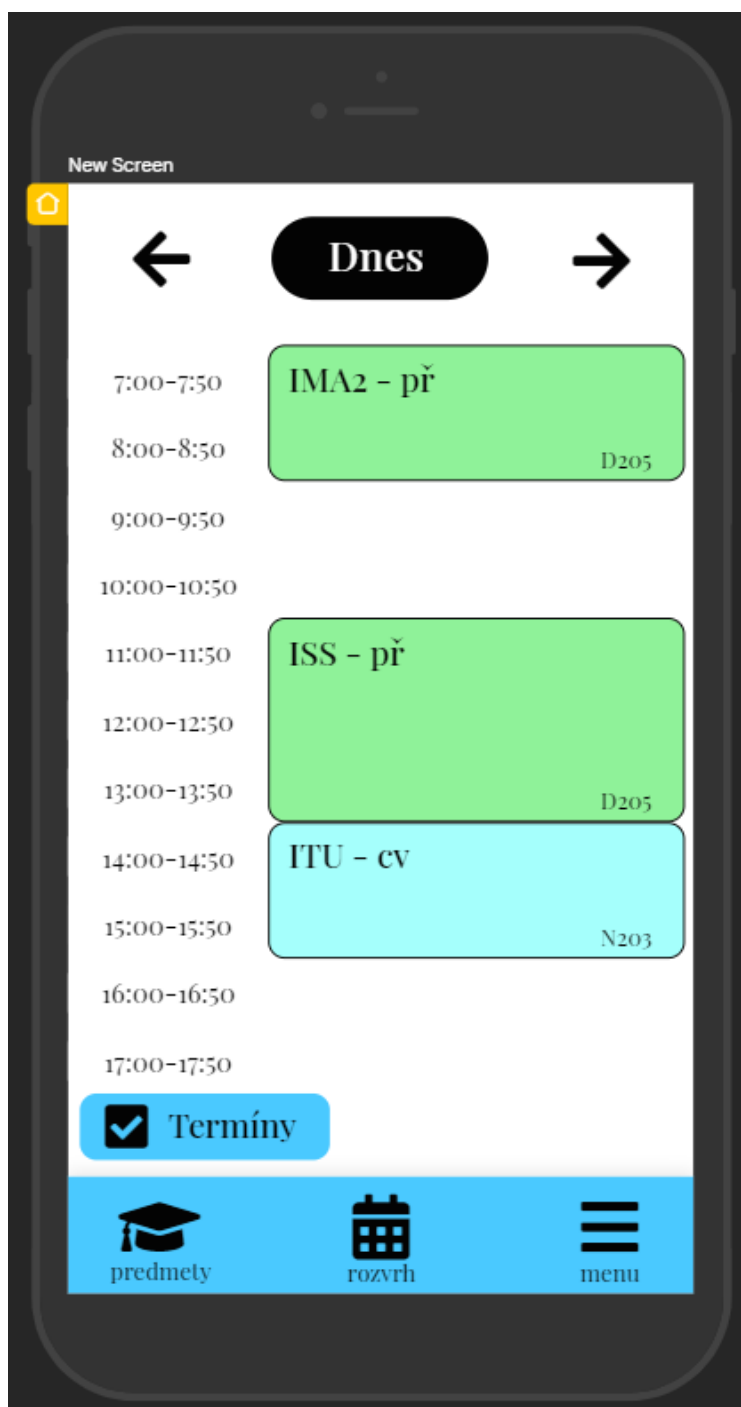 New Screen
Dnes
7:00-7:50
IMA2 - př
8:00-8:50
D205
9:00-9:50
10:00-10:50
11:00-11:50
ISS - př
12:00-12:50
13:00-13:50
D205
14:00-14:50
ITU - cv
15:00-15:50
N203
16:00-16:50
17:00-17:50
Termíny
predmety
rozvrh
menu